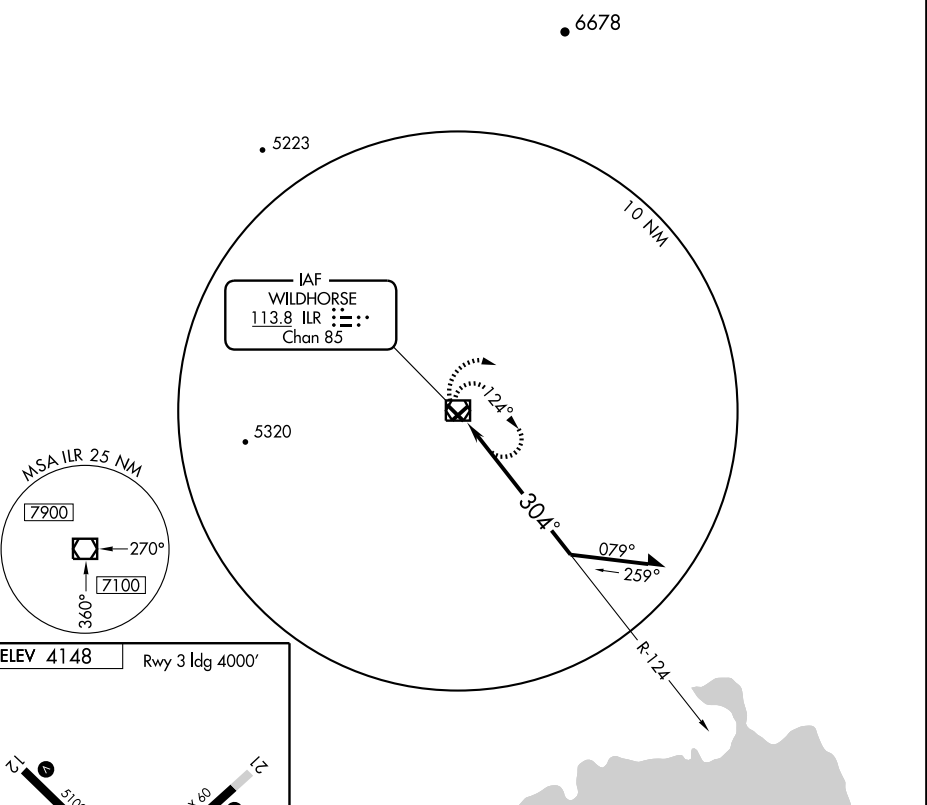 6678
5223
10 NM
IAF
WILDHORSE
113.8 ILR
Chan 85
124°
5320
MSA ILR 25 NM
7900
270°
7100
360°
304°
079°
259°
R-124
ELEV 4148
Rwy 3 ldg 4000'
12
V
21